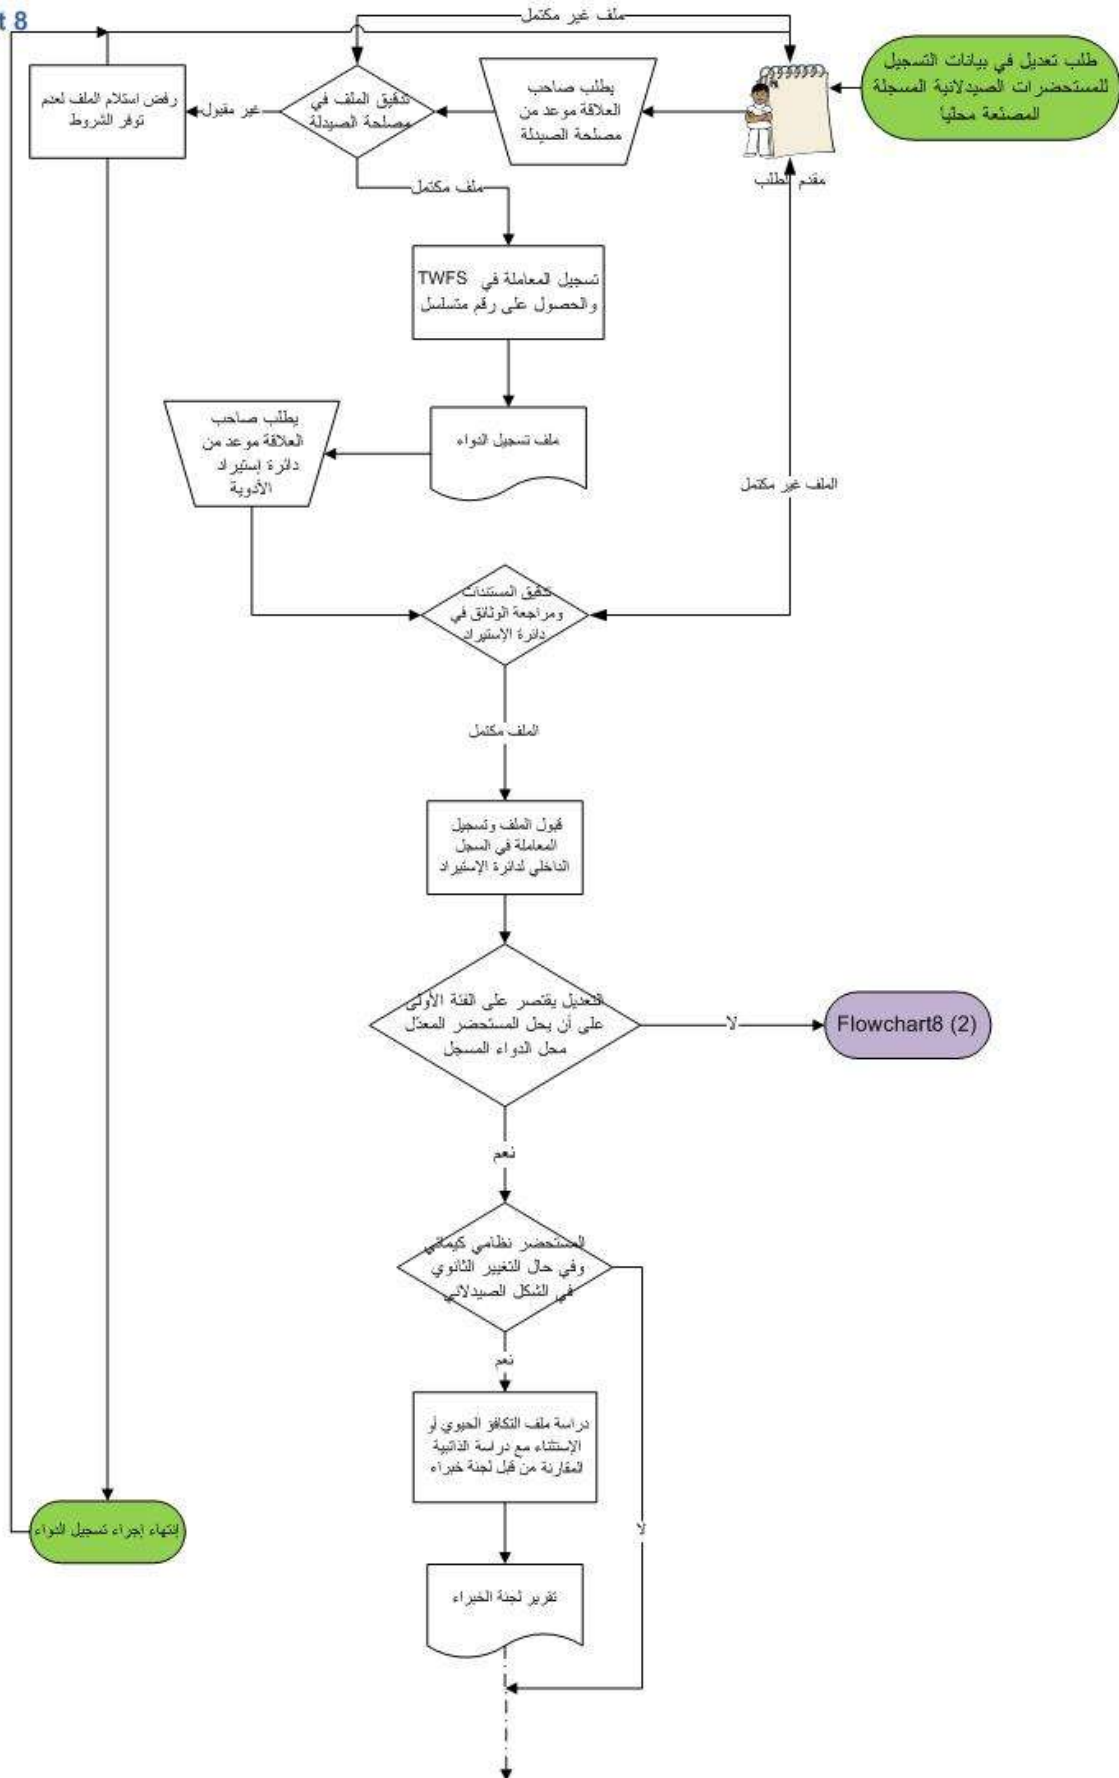 t 8
ملف غير مكتمل
طلب تعديل في بيانات التسجيل
للمستحضرات الصيدلانية المسجلة
المصنعة محليا
مقدم الطلب
يطلب صاحب
العلاقة موعد من
مصلحة الصيدلة
تدقيق الملف في
مصلحة الصيدلة
غير مقبول
رفض استلام الملف لعدم
توفر الشروط
ملف مكتمل
تسجيل المعاملة في TWFS
والحصول على رقم متسلسل
ملف تسجيل الدواء
يطلب صاحب
العلاقة موعد من
دائرة إستيراد
الأدوية
الملف غير مكتمل
تدقيق المستندات
ومراجعة الوثائق في
دائرة الإستيراد
الملف مكتمل
قبول الملف وتسجيل
المعاملة في السجل
الداخلي لدائرة الإستيراد
التعديل يقتصر على الفئة الأولى
على أن يحل المستحضر المعدّل
محل الدواء المسجل
لا
Flowchart8 (2)
نعم
المستحضر نظامي كيمائي
وفي حال التغيير الثانوي
في الشكل الصيدلاني
نعم
دراسة ملف التكافؤ الحيوي أو
الإستثناء مع دراسة الذائبية
المقارنة من قبل لجنة خبراء
لا
إنتهاء إجراء تسجيل الدواء
تقرير لجنة الخبراء